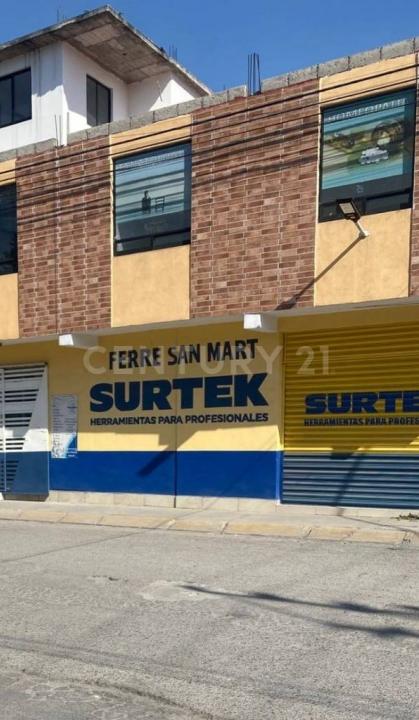 CENTURY 21
FERRE SAN MART
SURTEK
HERRAMIENTAS PARA PROFESIONALES
SURTEK
HERRAMIENTAS PARA PROFES